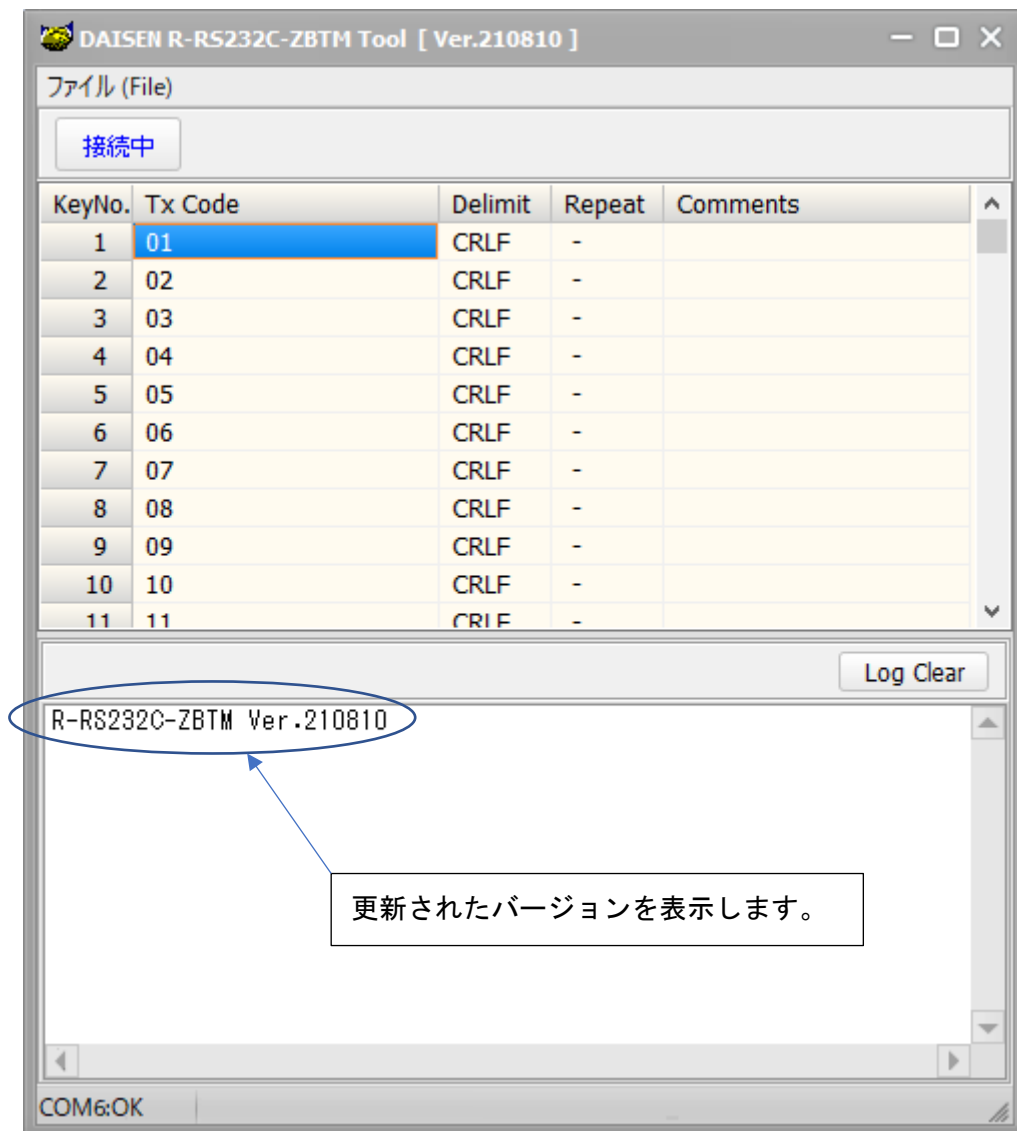 DAISEN R-RS232C-ZBTM Tool [ Ver.210810 ]
ファイル (File)
接続中
KeyNo. Tx Code Delimit Repeat Comments
1 01 CRLF -
2 02 CRLF -
3 03 CRLF -
4 04 CRLF -
5 05 CRLF -
6 06 CRLF -
7 07 CRLF -
8 08 CRLF -
9 09 CRLF -
10 10 CRLF -
11 11 CRLF -
Log Clear
R-RS232C-ZBTM Ver.210810
更新されたバージョンを表示します。
COM6:OK